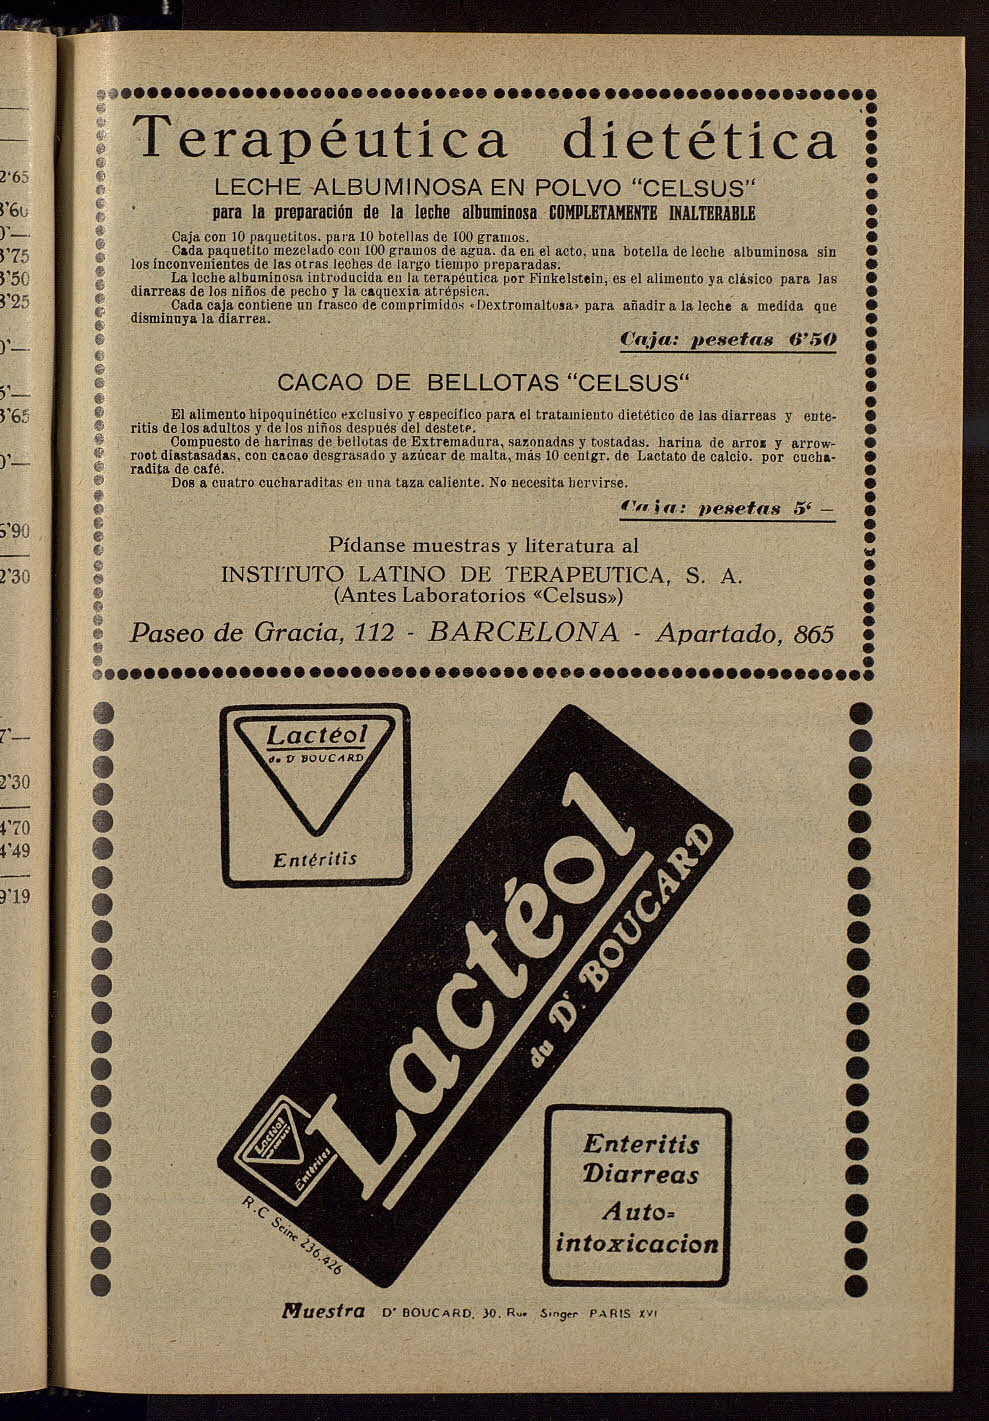 2'65
3'60
0'—
3'75
3'50
3'25
0'—
5'—
3'65
0'—
6'90
2'30
7'—
2'30
4'70
4'49
9'19
Terapéutica dietética
LECHE ALBUMINOSA EN POLVO "CELSUS"
para la preparación de la leche albuminosa COMPLETAMENTE INALTERABLE
Caja con 10 paquetitos. para 10 botellas de 100 gramos.
Cada paquetito mezclado con 100 gramos de agua. da en el acto, una botella de leche albuminosa sin
los inconvenientes de las otras leches de largo tiempo preparadas.
La leche albuminosa introducida en la terapéutica por Finkelstein, es el alimento ya clásico para las
diarreas de los niños de pecho y la caquexia atrépsica.
Cada caja contiene un frasco de comprimidos «Dextromaltosa» para añadir a la leche a medida que
disminuya la diarrea.
Caja: pesetas 6'50
CACAO DE BELLOTAS "CELSUS"
El alimento hipoquinético exclusivo y específico para el tratamiento dietético de las diarreas y ente-
ritis de los adultos y de los niños después del destete.
Compuesto de harinas de bellotas de Extremadura, sazonadas y tostadas. harina de arroz y arrow-
root diastasadas, con cacao desgrasado y azúcar de malta, más 10 centgr. de Lactato de calcio. por cucha-
radita de café.
Dos a cuatro cucharaditas en una taza caliente. No necesita hervirse.
Caja: pesetas 5' —
Pídanse muestras y literatura al
INSTITUTO LATINO DE TERAPEUTICA, S. A.
(Antes Laboratorios «Celsus»)
Paseo de Gracia, 112 - BARCELONA - Apartado, 865
Lactéol
du Dr BOUCARD
Entéritis
Lactéol
du Dr. BOUCARD
Lactéol
Entérites
R.C Seine 236.426
Enteritis
Diarreas
Auto=
intoxicacion
Muestra Dr BOUCARD, 30, Rue Singer PARIS XVI